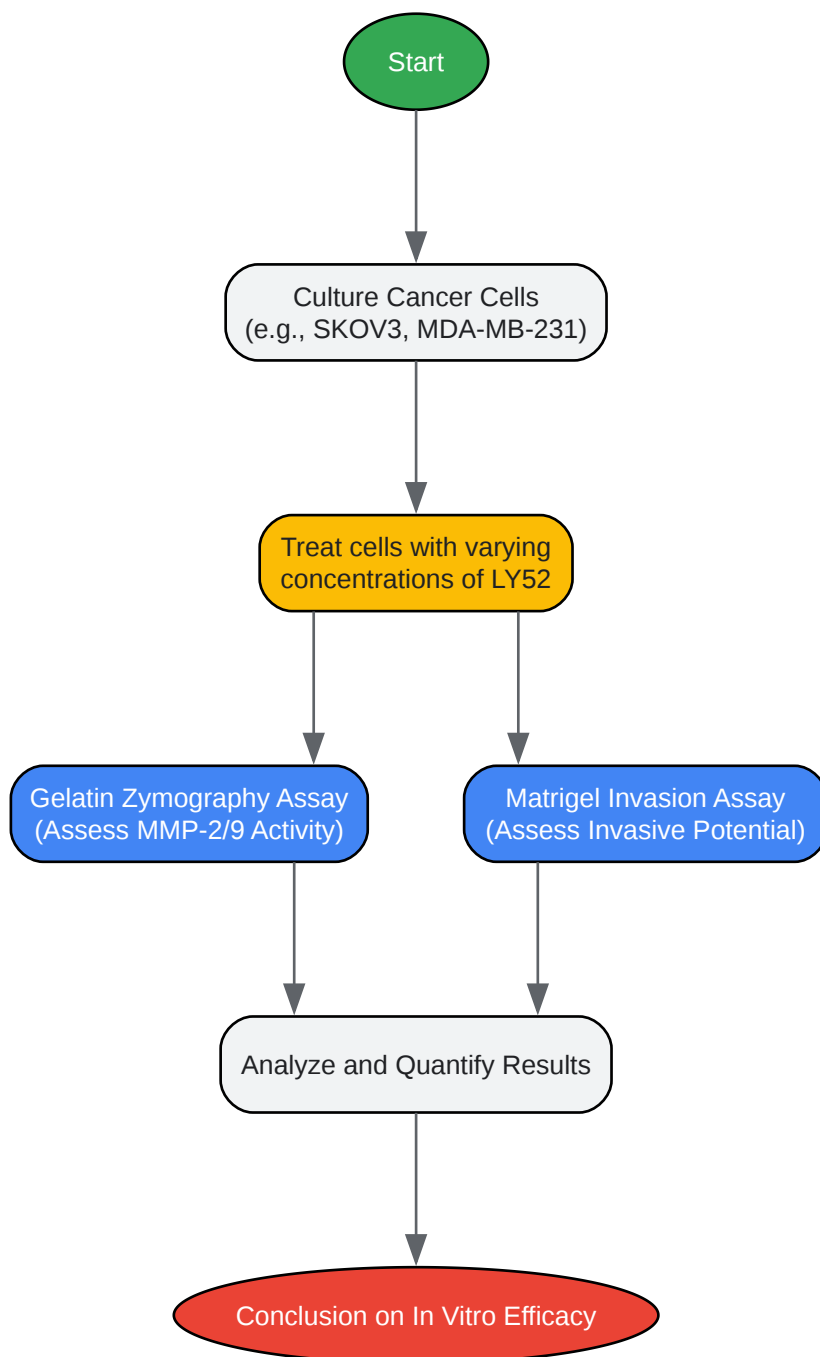 Start
Culture Cancer Cells
(e.g., SKOV3, MDA-MB-231)
Treat cells with varying
concentrations of LY52
Gelatin Zymography Assay
(Assess MMP-2/9 Activity)
Matrigel Invasion Assay
(Assess Invasive Potential)
Analyze and Quantify Results
Conclusion on In Vitro Efficacy